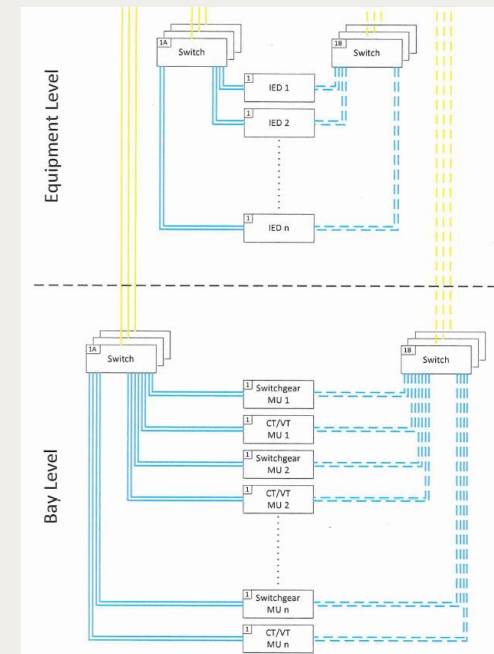 Equipment Level
1A
Switch
1B
Switch
1
IED 1
1
IED 2
1
IED n
Bay Level
1A
Switch
1B
Switch
1
Switchgear
MU 1
1
CT/VT
MU 1
1
Switchgear
MU 2
1
CT/VT
MU 2
1
Switchgear
MU n
1
CT/VT
MU n